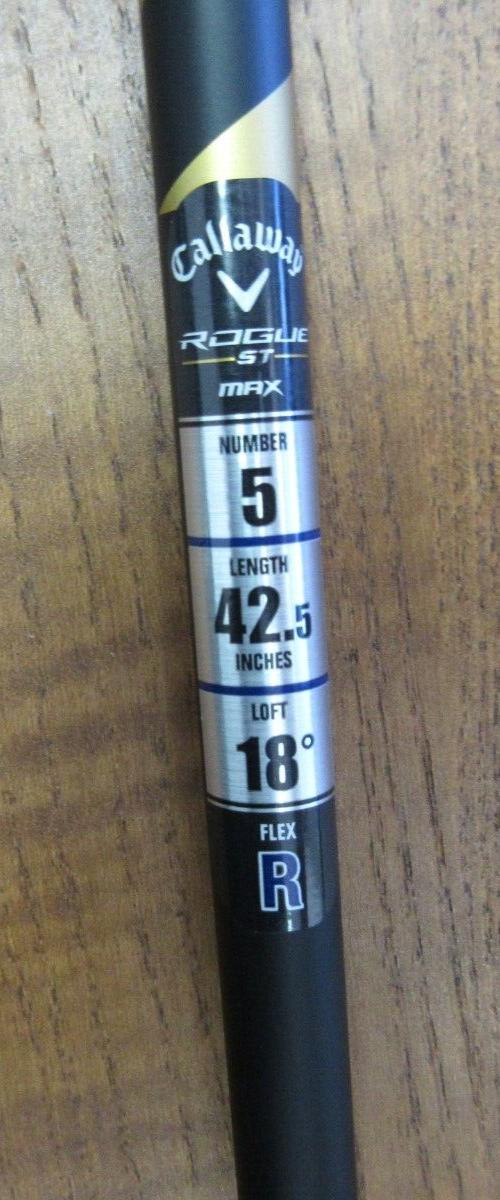 Callaway
ROGUE
ST
MAX
NUMBER
5
LENGTH
42.5
INCHES
LOFT
18°
FLEX
R